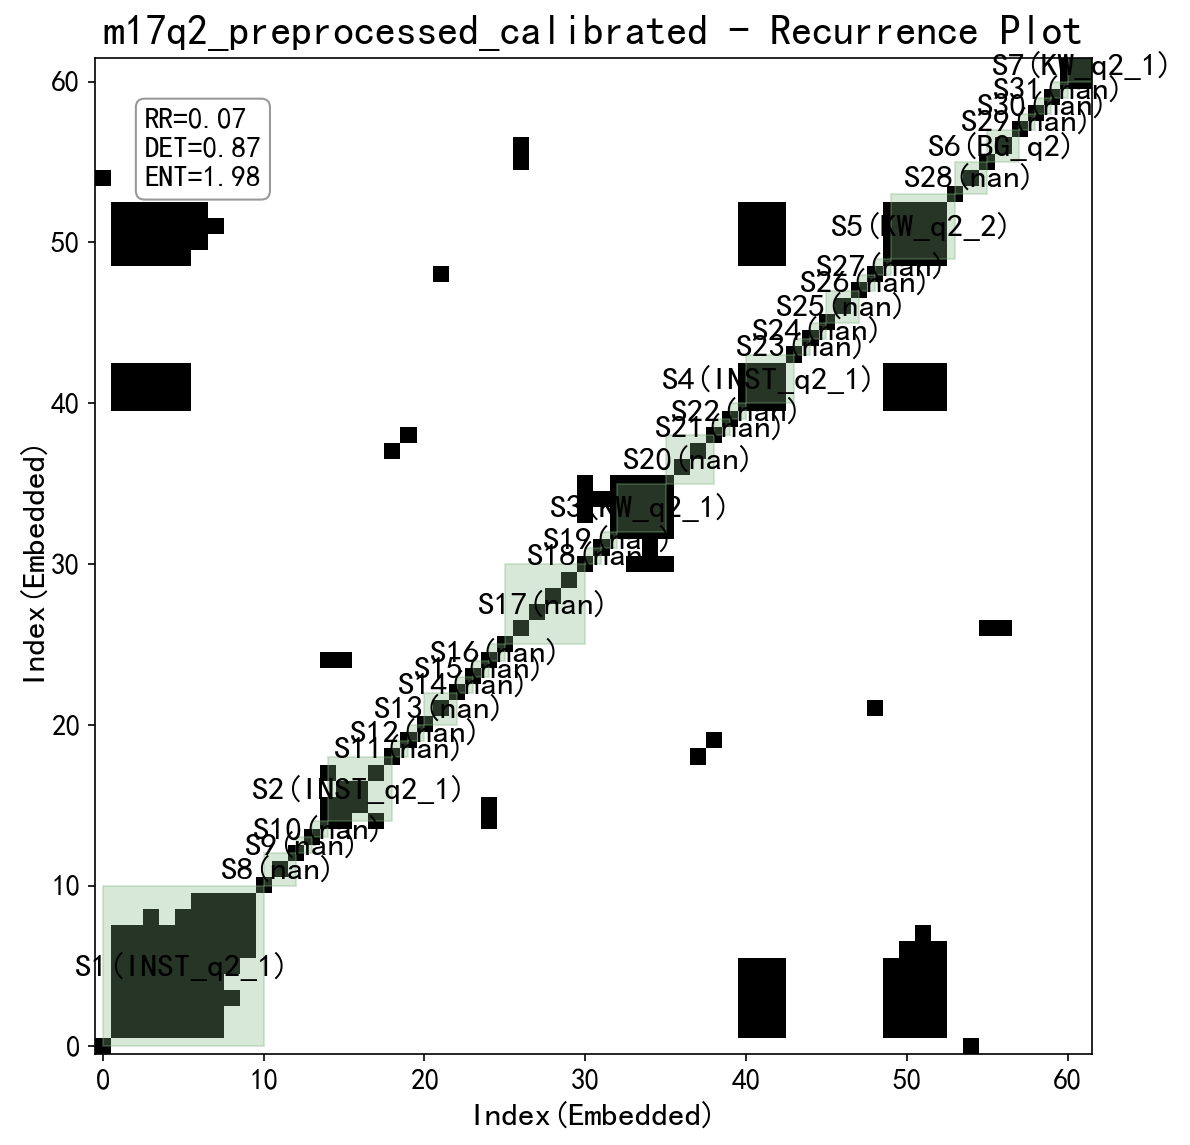 m17q2_preprocessed_calibrated - Recurrence Plot
RR=0.07
DET=0.87
ENT=1.98
S7(KW_q2_1)
S31(nan)
S30(nan)
S29(nan)
S6(BG_q2)
S28(nan)
S5(KW_q2_2)
S27(nan)
S26(nan)
S25(nan)
S24(nan)
S23(nan)
S4(INST_q2_1)
S22(nan)
S21(nan)
S20(nan)
S3(KW_q2_1)
S19(nan)
S18(nan)
S17(nan)
S16(nan)
S15(nan)
S14(nan)
S13(nan)
S12(nan)
S11(nan)
S2(INST_q2_1)
S10(nan)
S9(nan)
S8(nan)
S1(INST_q2_1)
60
50
40
30
20
10
0
Index(Embedded)
0 10 20 30 40 50 60
Index(Embedded)